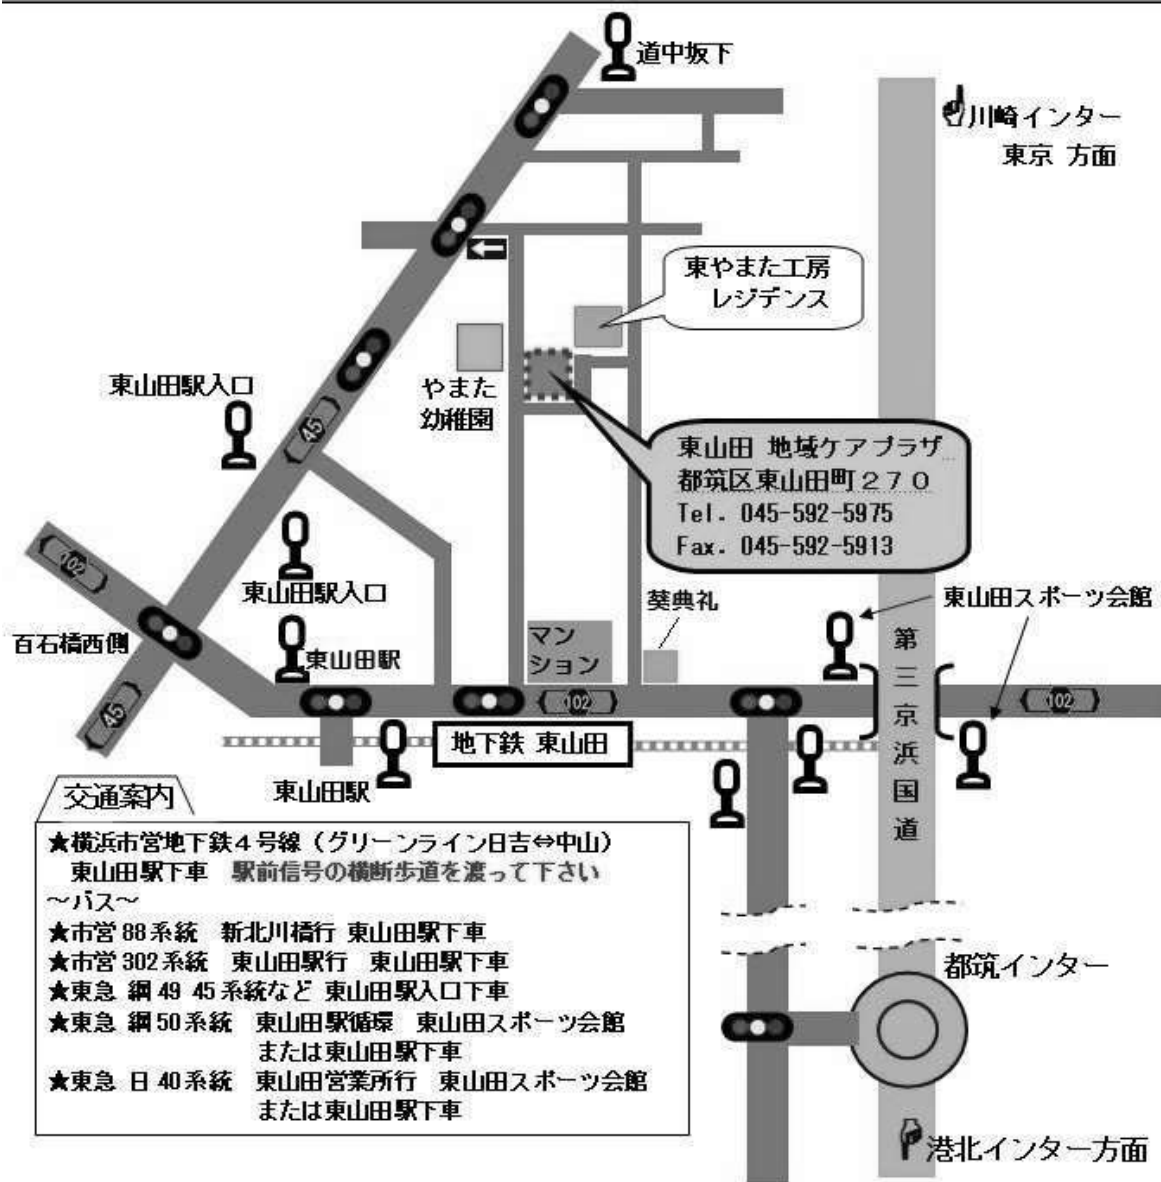 道中坂下
川崎インター
東京 方面
東やまた工房
レジデンス
東山田駅入口
やまた
幼稚園
東山田 地域ケアプラザ
都筑区東山田町270
Tel. 045-592-5975
Fax. 045-592-5913
45
102
東山田駅入口
葵典礼
東山田スポーツ会館
百石橋西側
東山田駅
マン
ション
第三京浜国道
45
102
102
地下鉄 東山田
東山田駅
交通案内
★横浜市営地下鉄4号線(グリーンライン日吉⇔中山)
東山田駅下車 駅前信号の横断歩道を渡って下さい
～バス～
★市営88系統 新北川橋行 東山田駅下車
★市営302系統 東山田駅行 東山田駅下車
★東急 綱49 45系統など 東山田駅入口下車
★東急 綱50系統 東山田駅循環 東山田スポーツ会館
または東山田駅下車
★東急 日40系統 東山田営業所行 東山田スポーツ会館
または東山田駅下車
都筑インター
港北インター方面